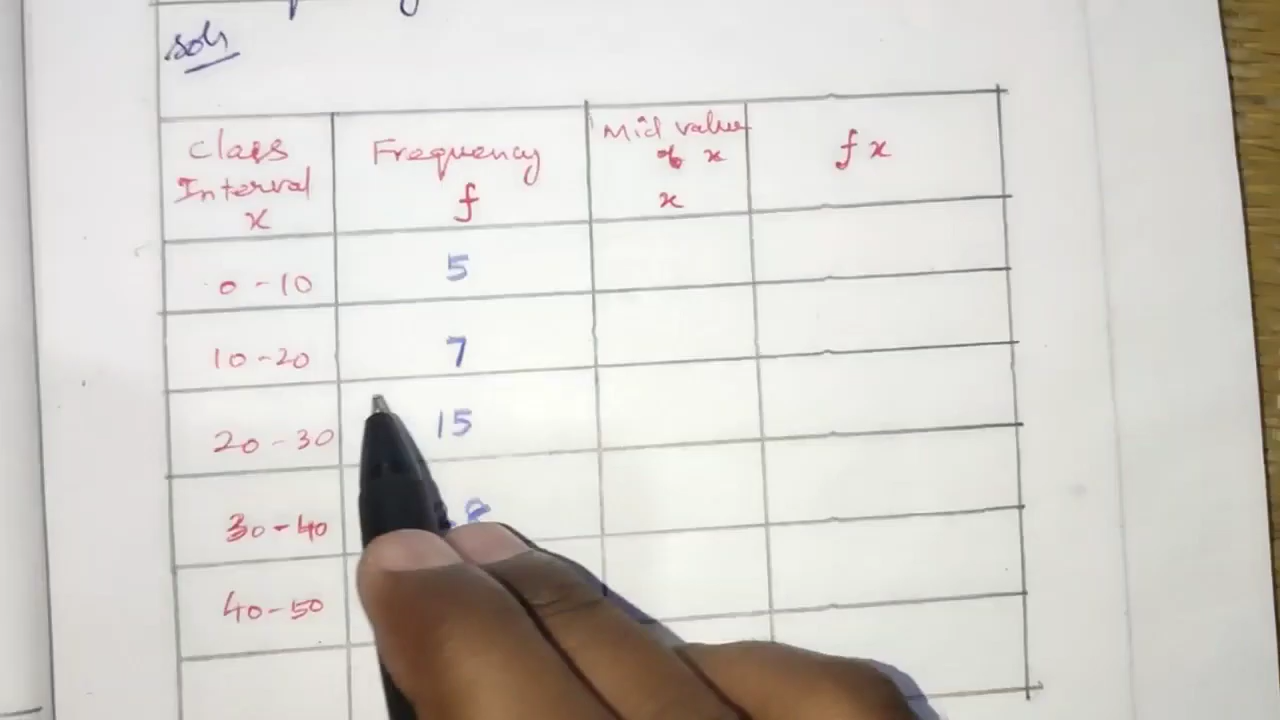 Soln
Class Interval x Frequency f Mid value of x x fx
0 - 10 5
10 - 20 7
20 - 30 15
30 - 40
40 - 50